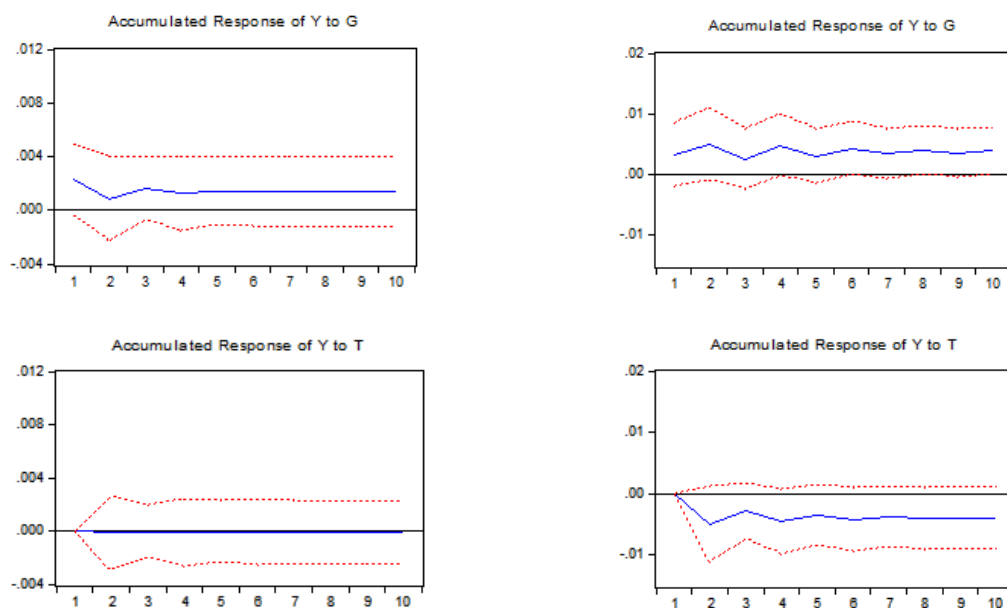 Accumulated Response of Y to G
.012
.008
.004
.000
-.004
1 2 3 4 5 6 7 8 9 10
Accumulated Response of Y to G
.02
.01
.00
-.01
1 2 3 4 5 6 7 8 9 10
Accumulated Response of Y to T
.012
.008
.004
.000
-.004
1 2 3 4 5 6 7 8 9 10
Accumulated Response of Y to T
.02
.01
.00
-.01
1 2 3 4 5 6 7 8 9 10